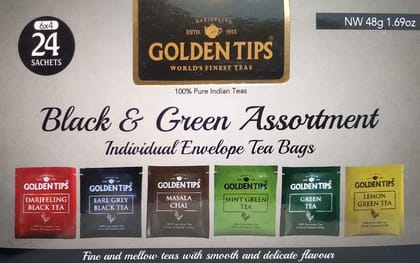 6x4
24
SACHETS
DARJEELING
ESTD. 1933
GOLDEN TIPS
WORLD'S FINEST TEAS
NW 48g 1.69oz
100% Pure Indian Teas
Black & Green Assortment
Individual Envelope Tea Bags
GOLDEN TIPS
DARJEELING
BLACK TEA
GOLDEN TIPS
EARL GREY
BLACK TEA
GOLDEN TIPS
MASALA
CHAI
GOLDEN TIPS
MINT GREEN
TEA
GOLDEN TIPS
GREEN
TEA
GOLDEN TIPS
LEMON
GREEN TEA
Fine and mellow teas with smooth and delicate flavour